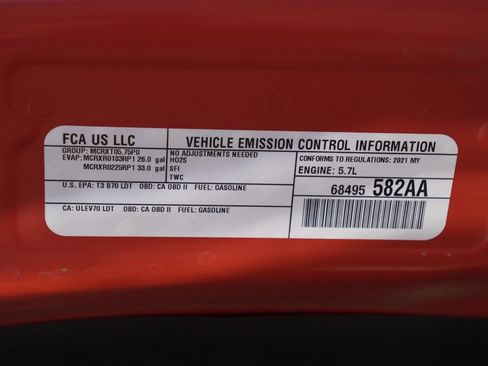 FCA US LLC
VEHICLE EMISSION CONTROL INFORMATION
GROUP: MCRXT05.75P0
EVAP: MCRXR0183RP1 26.0 gal
MCRXR0225RP1 33.0 gal
NO ADJUSTMENTS NEEDED
HO2S
SFI
TWC
CONFORMS TO REGULATIONS: 2021 MY
ENGINE: 5.7L
68495 582AA
U.S. EPA: T3 B70 LDT OBD: CA OBD II FUEL: GASOLINE
CA: ULEV70 LDT OBD: CA OBD II FUEL: GASOLINE